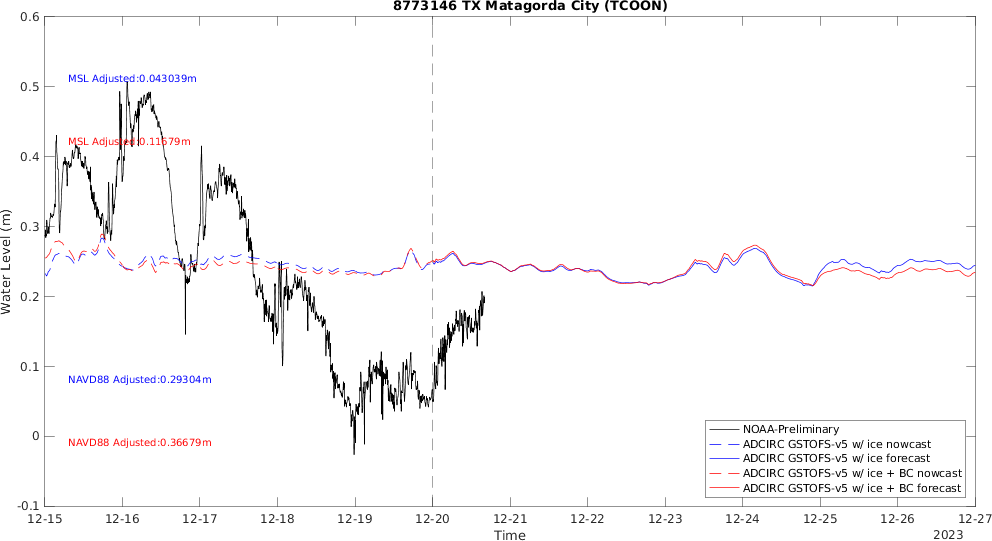 8773146 TX Matagorda City (TCOON)
0.6
0.5
0.4
0.3
0.2
0.1
0
-0.1
Water Level (m)
MSL Adjusted:0.043039m
MSL Adjusted:0.11679m
NAVD88 Adjusted:0.29304m
NAVD88 Adjusted:0.36679m
NOAA-Preliminary
ADCIRC GSTOFS-v5 w/ ice nowcast
ADCIRC GSTOFS-v5 w/ ice forecast
ADCIRC GSTOFS-v5 w/ ice + BC nowcast
ADCIRC GSTOFS-v5 w/ ice + BC forecast
12-15 12-16 12-17 12-18 12-19 12-20 12-21 12-22 12-23 12-24 12-25 12-26 12-27
Time
2023